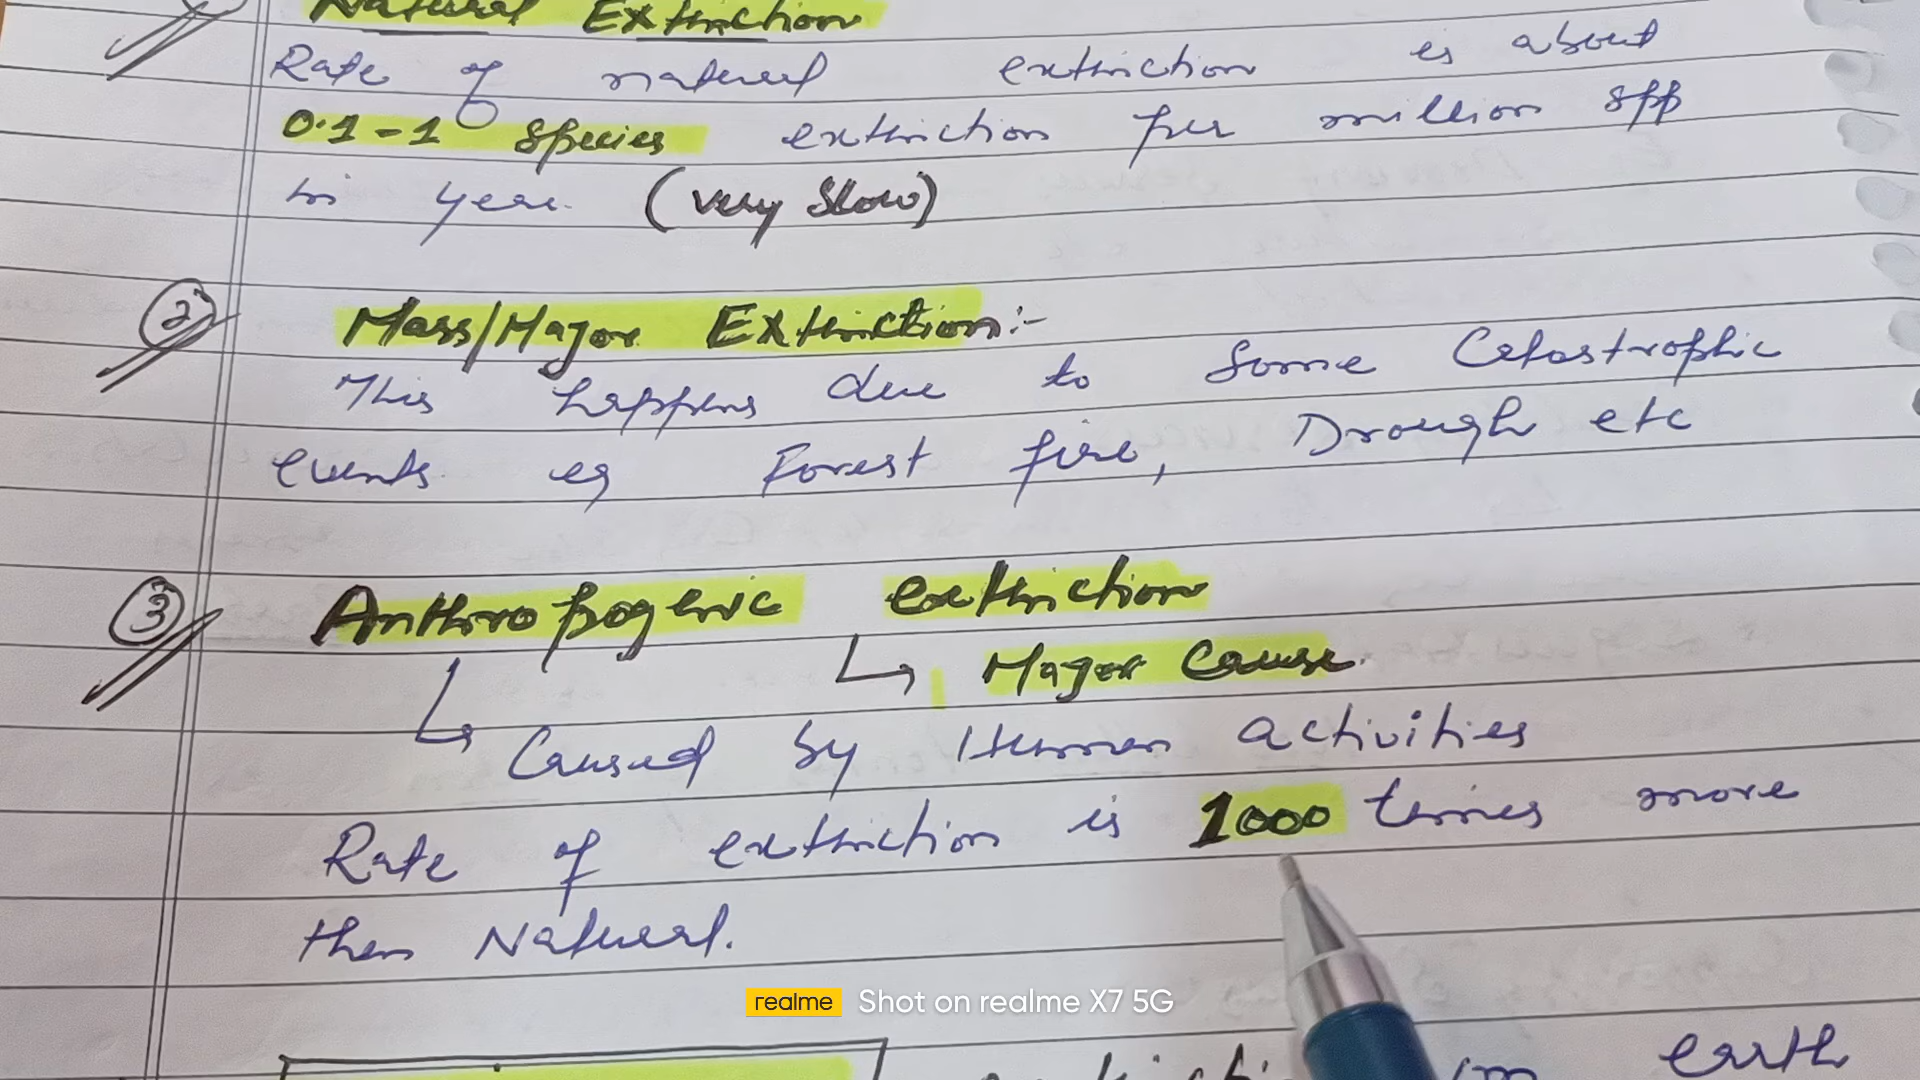 Natural Extinction
Rate of natural extinction is about
0.1-1 Species extinction per million spp
in year. (very Slow)
2 Mass/Major Extinction:-
This happens due to Some Catastrophic
events eg Forest fire, Drough etc
3 Anthropogenic extinction
Major Cause.
Caused by Human activities
Rate of extinction is 1000 times more
then Natural.
realme Shot on realme X7 5G
earth